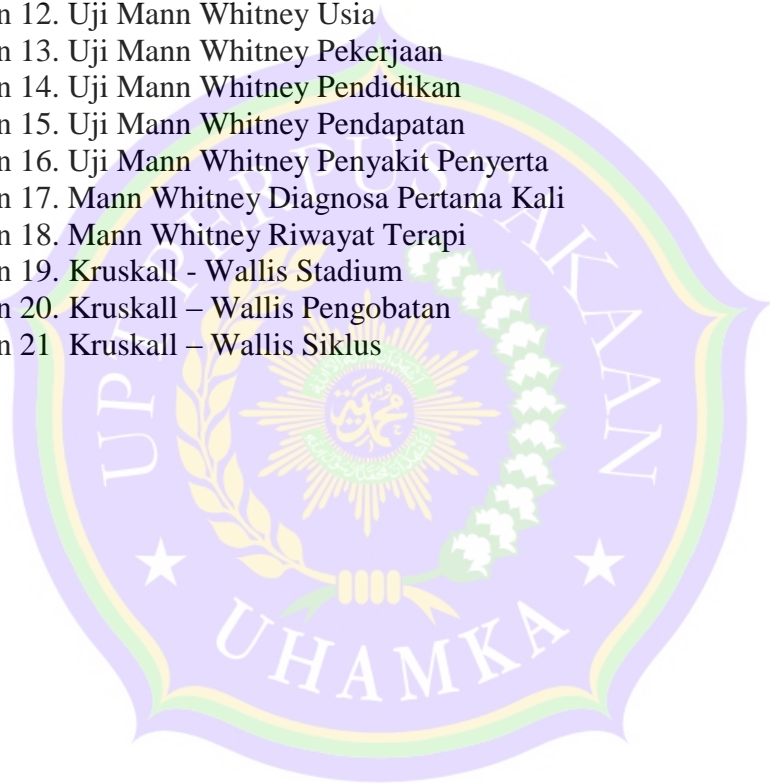 n 12. Uji Mann Whitney Usia
n 13. Uji Mann Whitney Pekerjaan
n 14. Uji Mann Whitney Pendidikan
n 15. Uji Mann Whitney Pendapatan
n 16. Uji Mann Whitney Penyakit Penyerta
n 17. Mann Whitney Diagnosa Pertama Kali
n 18. Mann Whitney Riwayat Terapi
n 19. Kruskall - Wallis Stadium
n 20. Kruskall – Wallis Pengobatan
n 21  Kruskall – Wallis Siklus
UPT PERPUSTAKAAN
UHAMKA